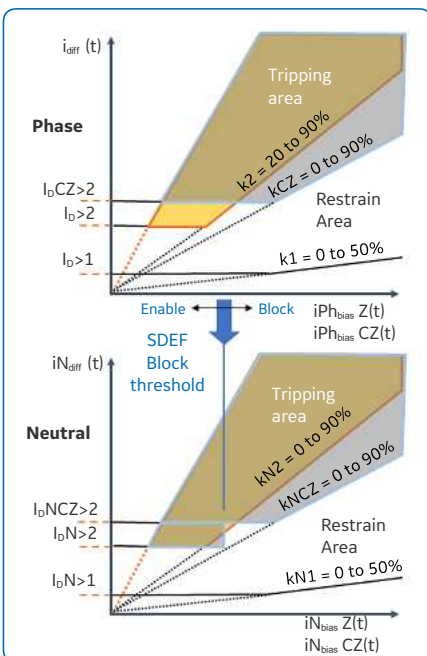 i_diff (t)
Tripping
area
Phase
k2 = 20 to 90%
kCZ = 0 to 90%
I_DCZ>2
I_D>2
Restrain
Area
I_D>1
k1 = 0 to 50%
Enable
Block
iPh_bias Z(t)
iPh_bias CZ(t)
SDEF
Block
threshold
iN_diff (t)
Tripping
area
Neutral
kN2 = 0 to 90%
kNCZ = 0 to 90%
I_DNCZ>2
I_DN>2
Restrain
Area
I_DN>1
kN1 = 0 to 50%
iN_bias Z(t)
iN_bias CZ(t)